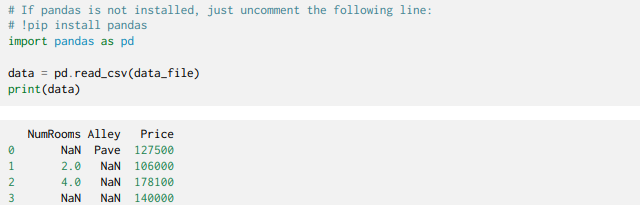 # If pandas is not installed, just uncomment the following line:
# !pip install pandas
import pandas as pd
data = pd.read_csv(data_file)
print(data)
NumRooms Alley Price
0 NaN Pave 127500
1 2.0 NaN 106000
2 4.0 NaN 178100
3 NaN NaN 140000